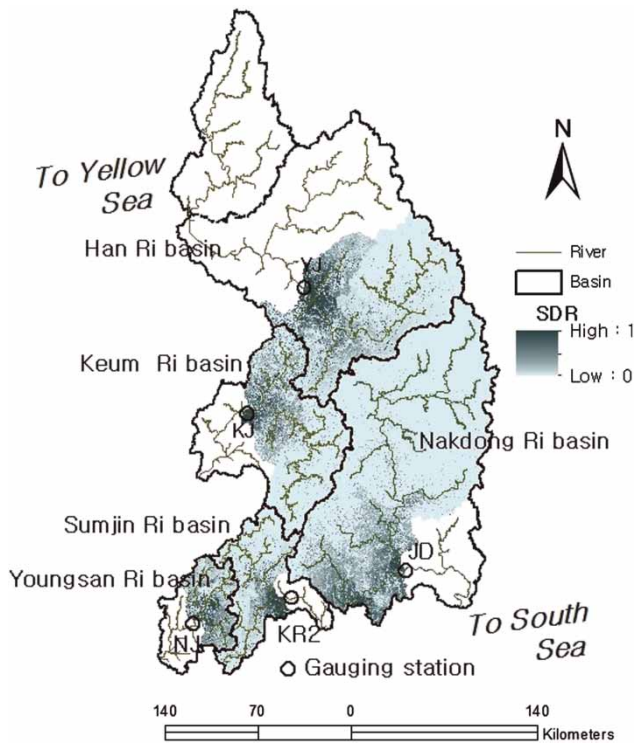 N
To Yellow
Sea
Han Ri basin
YJ
River
Basin
SDR
High : 1
Low : 0
Keum Ri basin
KJ
Nakdong Ri basin
Sumjin Ri basin
JD
Youngsan Ri basin
NJ
KR2
To South
Sea
Gauging station
140 70 0 140
Kilometers